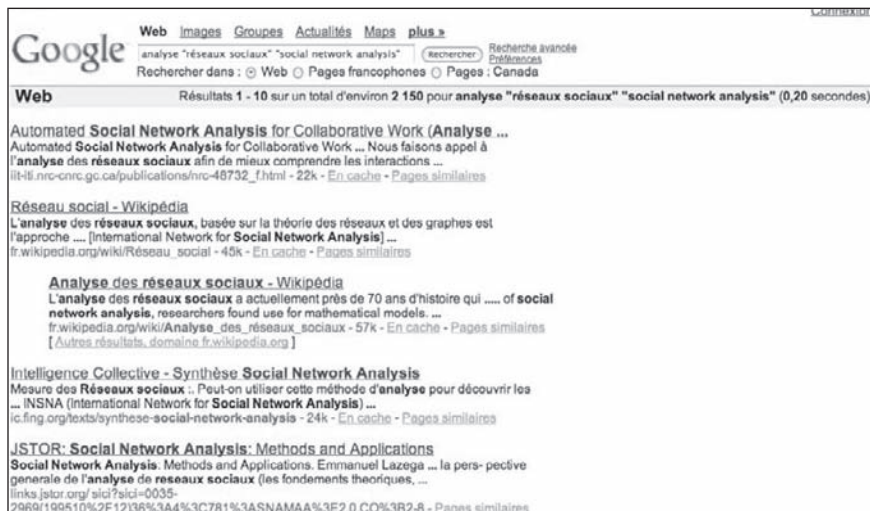 Connexion
Web Images Groupes Actualités Maps plus »
Google
analyse "réseaux sociaux" "social network analysis"
Rechercher
Recherche avancée
Préférences
Rechercher dans : Web Pages francophones Pages : Canada
Web Résultats 1 - 10 sur un total d'environ 2 150 pour analyse "réseaux sociaux" "social network analysis" (0,20 secondes)
Automated Social Network Analysis for Collaborative Work (Analyse ...
Automated Social Network Analysis for Collaborative Work ... Nous faisons appel à
l'analyse des réseaux sociaux afin de mieux comprendre les interactions ...
iit-iti.nrc-cnrc.gc.ca/publications/nrc-48732_f.html - 22k - En cache - Pages similaires
Réseau social - Wikipédia
L'analyse des réseaux sociaux, basée sur la théorie des réseaux et des graphes est
l'approche .... [International Network for Social Network Analysis] ...
fr.wikipedia.org/wiki/Réseau_social - 45k - En cache - Pages similaires
Analyse des réseaux sociaux - Wikipédia
L'analyse des réseaux sociaux a actuellement près de 70 ans d'histoire qui ..... of social
network analysis, researchers found use for mathematical models. ...
fr.wikipedia.org/wiki/Analyse_des_réseaux_sociaux - 57k - En cache - Pages similaires
[ Autres résultats, domaine fr.wikipedia.org ]
Intelligence Collective - Synthèse Social Network Analysis
Mesure des Réseaux sociaux :. Peut-on utiliser cette méthode d'analyse pour découvrir les
... INSNA (International Network for Social Network Analysis) ...
ic.fing.org/texts/synthese-social-network-analysis - 24k - En cache - Pages similaires
JSTOR: Social Network Analysis: Methods and Applications
Social Network Analysis. Methods and Applications. Emmanuel Lazega ... la pers- pective
generale de l'analyse de reseaux sociaux (les fondements theoriques, ...
links.jstor.org/ sici?sici=0035-
2969(199510%2F12)36%3A4%3C781%3ASNAMAA%3E2.0.CO%3B2-8 - Pages similaires